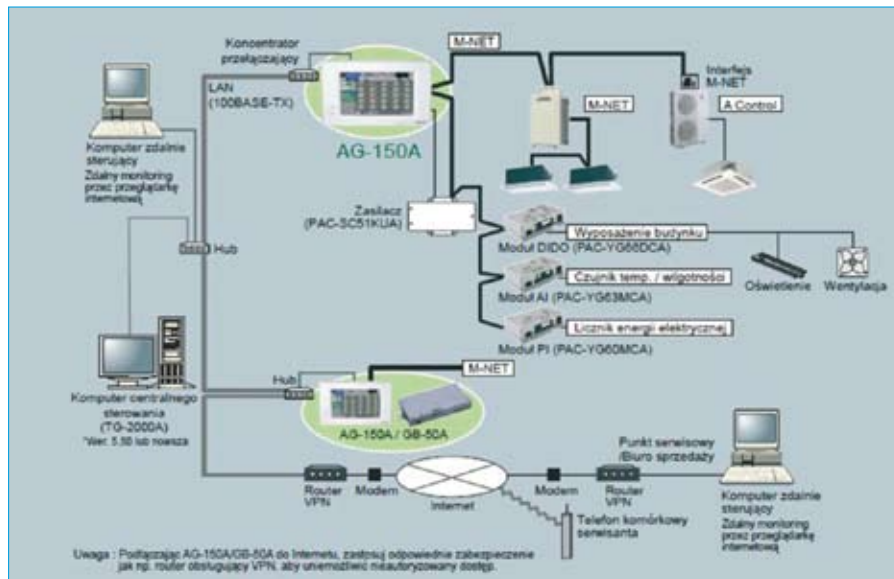 Koncentrator
przełączający
LAN
(100BASE-TX)
M-NET
Interfejs
M-NET
M-NET
A Control
AG-150A
Komputer zdalnie
sterujący
Zdalny monitoring
przez przeglądarkę
internetową
Zasilacz
(PAC-SC51KUA)
Wyposażenie budynku
Moduł DIDO (PAC-YG66DCA)
Czujnik temp. / wilgotności
Moduł AI (PAC-YG63MCA)
Licznik energii elektrycznej
Moduł PI (PAC-YG60MCA)
Oświetlenie
Wentylacja
Hub
Komputer centralnego
sterowania
(TG-2000A)
*Wer. 5.50 lub nowsza
Hub
M-NET
AG-150A / GB-50A
Router
VPN
Modem
Internet
Modem
Router
VPN
Punkt serwisowy
/Biuro sprzedaży
Komputer zdalnie
sterujący
Zdalny monitoring
przez przeglądarkę
internetową
Telefon komórkowy
serwisanta
Uwaga : Podłączając AG-150A/GB-50A do Internetu, zastosuj odpowiednie zabezpieczenie
jak np. router obsługujący VPN, aby uniemożliwić nieautoryzowany dostęp.